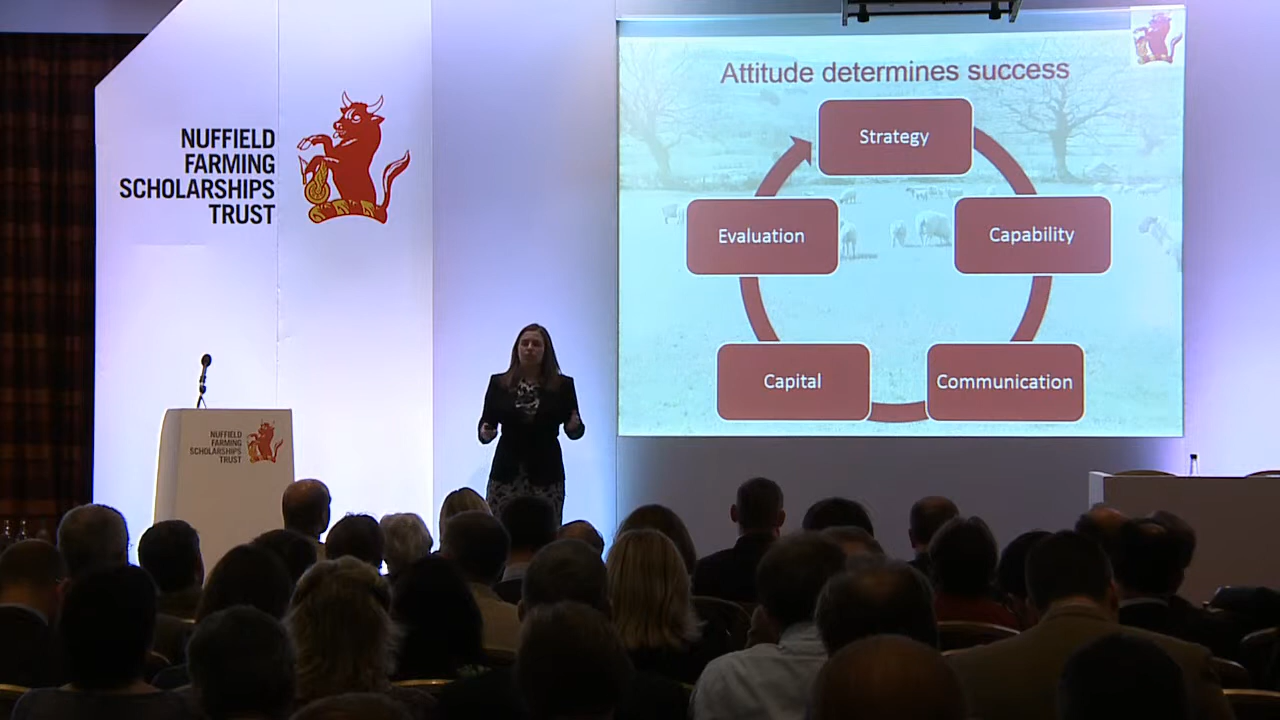 NUFFIELD
FARMING
SCHOLARSHIPS
TRUST
Attitude determines success
Strategy
Evaluation
Capability
Capital
Communication
NUFFIELD
FARMING
SCHOLARSHIPS
TRUST